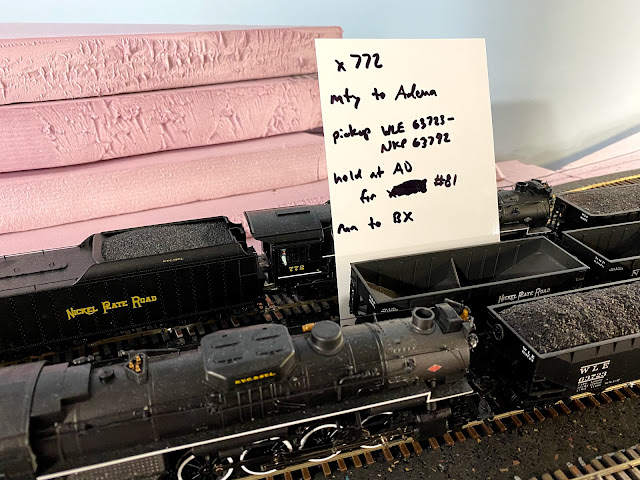 x 772
mty to Adena
pickup WLE 63723-
NKP 63792
hold at AD
for #81
run to BX
772
NICKEL PLATE ROAD
NICKEL PLATE ROAD
WLE
63723